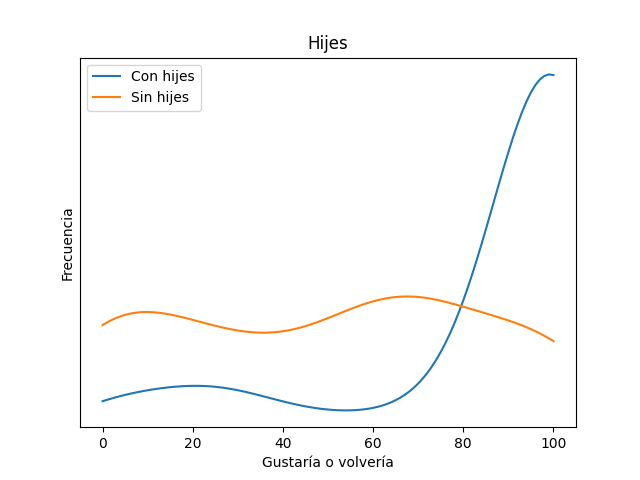 Hijes
Con hijes
Sin hijes
Frecuencia
0 20 40 60 80 100
Gustaría o volvería